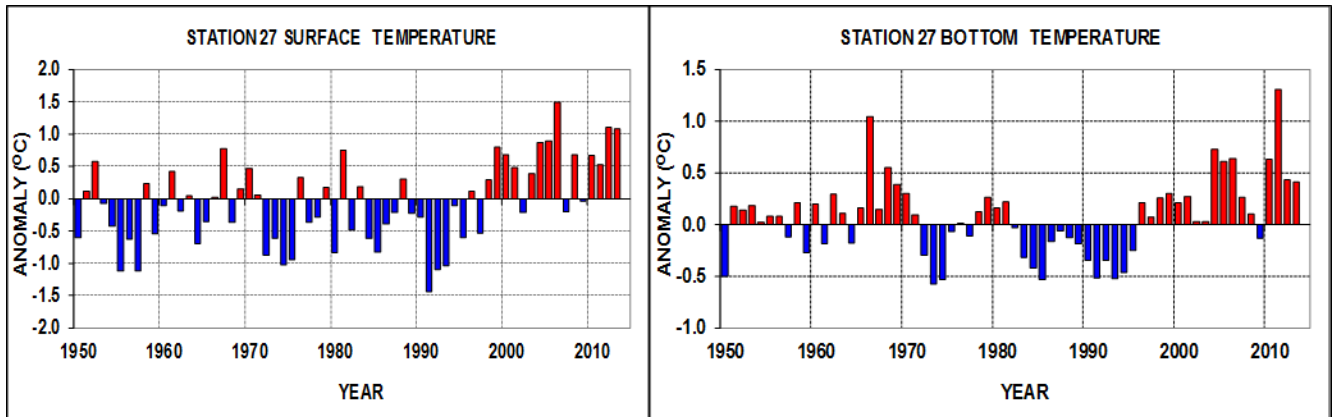 STATION 27 SURFACE TEMPERATURE
2.0
1.5
1.0
0.5
0.0
-0.5
-1.0
-1.5
-2.0
ANOMALY (°C)
1950 1960 1970 1980 1990 2000 2010
YEAR
STATION 27 BOTTOM TEMPERATURE
1.5
1.0
0.5
0.0
-0.5
-1.0
ANOMALY (°C)
1950 1960 1970 1980 1990 2000 2010
YEAR